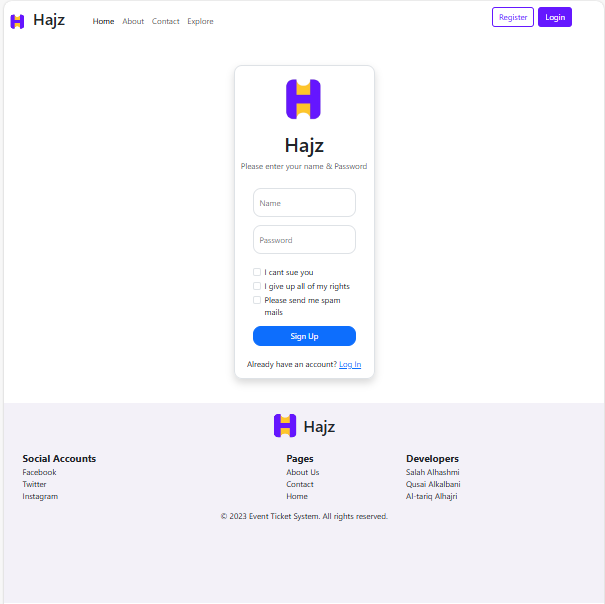 Hajz
Home About Contact Explore
Register Login
Hajz
Please enter your name & Password
Name
Password
I cant sue you
I give up all of my rights
Please send me spam
mails
Sign Up
Already have an account? Log In
Hajz
Social Accounts
Facebook
Twitter
Instagram
Pages
About Us
Contact
Home
Developers
Salah Alhashmi
Qusai Alkalbani
Al-tariq Alhajri
© 2023 Event Ticket System. All rights reserved.